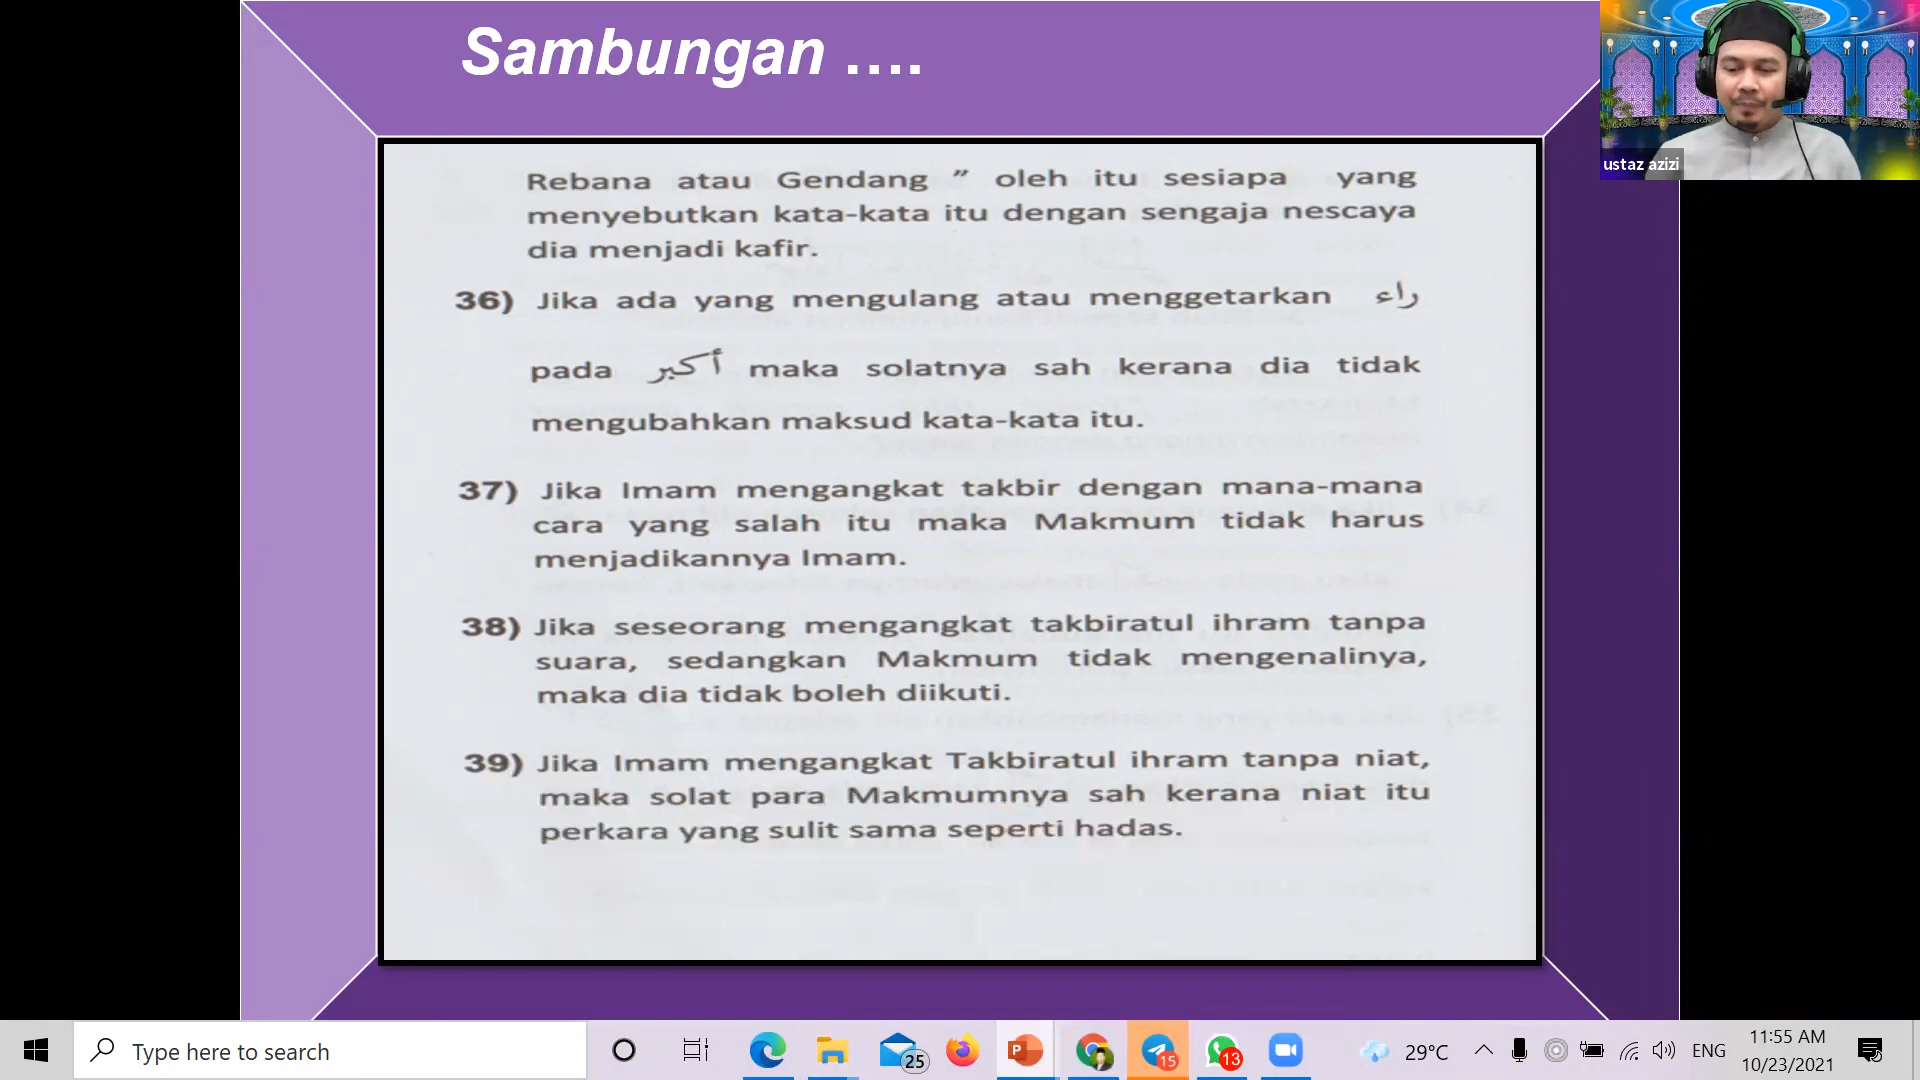 Sambungan ....
ustaz azizi
Rebana atau Gendang ” oleh itu sesiapa yang
menyebutkan kata-kata itu dengan sengaja nescaya
dia menjadi kafir.
36) Jika ada yang mengulang atau menggetarkan راء
pada أكبر maka solatnya sah kerana dia tidak
mengubahkan maksud kata-kata itu.
37) Jika Imam mengangkat takbir dengan mana-mana
cara yang salah itu maka Makmum tidak harus
menjadikannya Imam.
38) Jika seseorang mengangkat takbiratul ihram tanpa
suara, sedangkan Makmum tidak mengenalinya,
maka dia tidak boleh diikuti.
39) Jika Imam mengangkat Takbiratul ihram tanpa niat,
maka solat para Makmumnya sah kerana niat itu
perkara yang sulit sama seperti hadas.
Type here to search
25
P
15
13
29°C
ENG
11:55 AM
10/23/2021